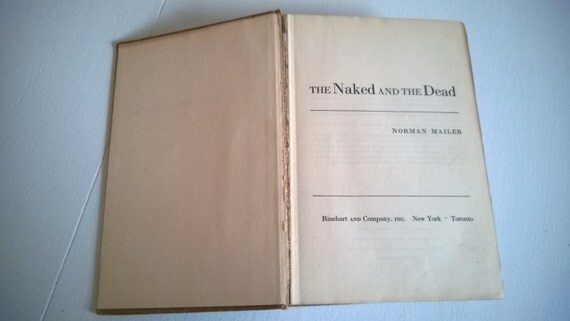 THE Naked AND THE Dead
NORMAN MAILER
Rinehart AND Company, INC. New York · Toronto